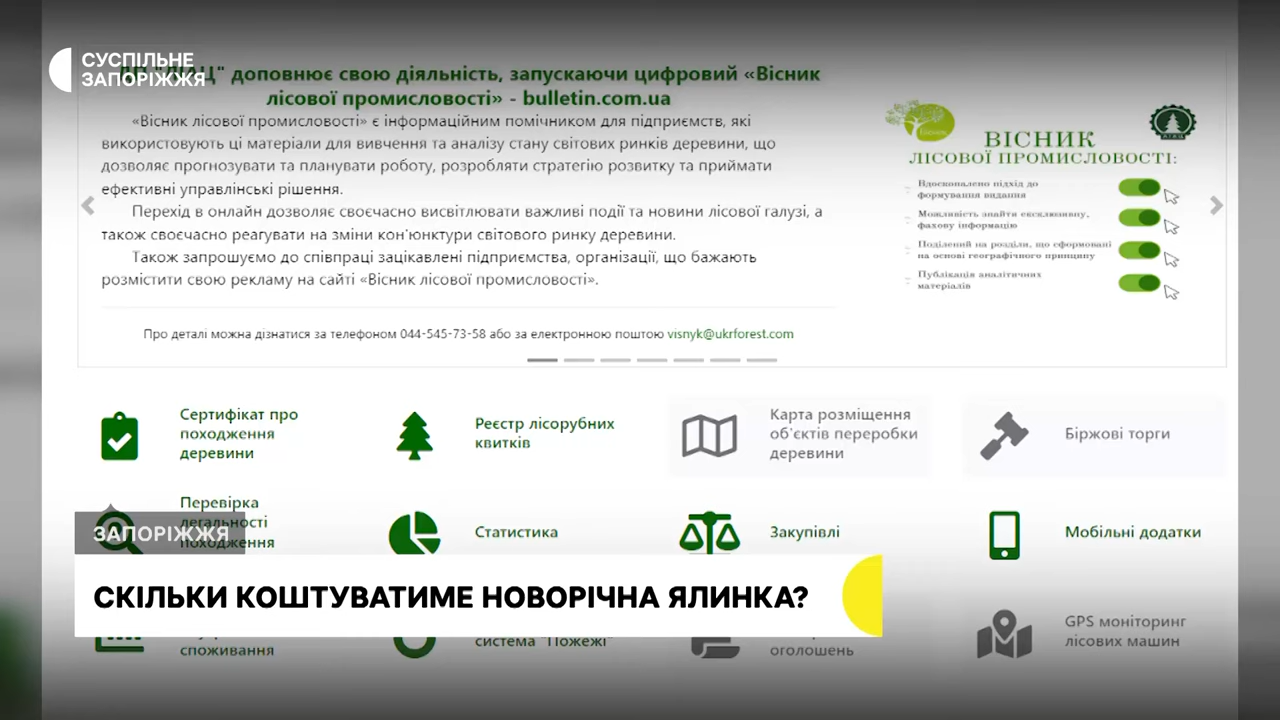 СУСПІЛЬНЕ
ЗАПОРІЖЖЯ
доповнює свою діяльність, запускаючи цифровий «Вісник
лісової промисловості» - bulletin.com.ua
«Вісник лісової промисловості» є інформаційним помічником для підприємств, які
використовують ці матеріали для вивчення та аналізу стану світових ринків деревини, що
дозволяє прогнозувати та планувати роботу, розробляти стратегію розвитку та приймати
ефективні управлінські рішення.
Перехід в онлайн дозволяє своєчасно висвітлювати важливі події та новини лісової галузі, а
також своєчасно реагувати на зміни кон'юнктури світового ринку деревини.
Також запрошуємо до співпраці зацікавлені підприємства, організації, що бажають
розмістити свою рекламу на сайті «Вісник лісової промисловості».
Про деталі можна дізнатися за телефоном 044-545-73-58 або за електронною поштою visnyk@ukrforest.com
ВІСНИК
ЛІСОВОЇ ПРОМИСЛОВОСТІ:
Вдосконалено підхід до
формування видання
Можливість знайти ексклюзивну,
фахову інформацію
Поділений на розділи, що сформовані
на основі географічного принципу
Публікація аналітичних
матеріалів
Сертифікат про
походження
деревини
Реєстр лісорубних
квитків
Карта розміщення
об'єктів переробки
деревини
Біржові торги
Перевірка
легальності
походження
Статистика
Закупівлі
Мобільні додатки
ЗАПОРІЖЖЯ
СКІЛЬКИ КОШТУВАТИМЕ НОВОРІЧНА ЯЛИНКА?
споживання
система "Пожежі"
оголошень
GPS моніторинг
лісових машин